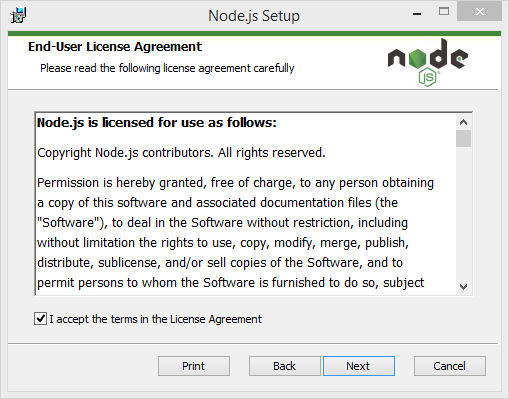 Node.js Setup
End-User License Agreement
Please read the following license agreement carefully
node
JS
Node.js is licensed for use as follows:
Copyright Node.js contributors. All rights reserved.
Permission is hereby granted, free of charge, to any person obtaining
a copy of this software and associated documentation files (the
"Software"), to deal in the Software without restriction, including
without limitation the rights to use, copy, modify, merge, publish,
distribute, sublicense, and/or sell copies of the Software, and to
permit persons to whom the Software is furnished to do so, subject
I accept the terms in the License Agreement
Print Back Next Cancel